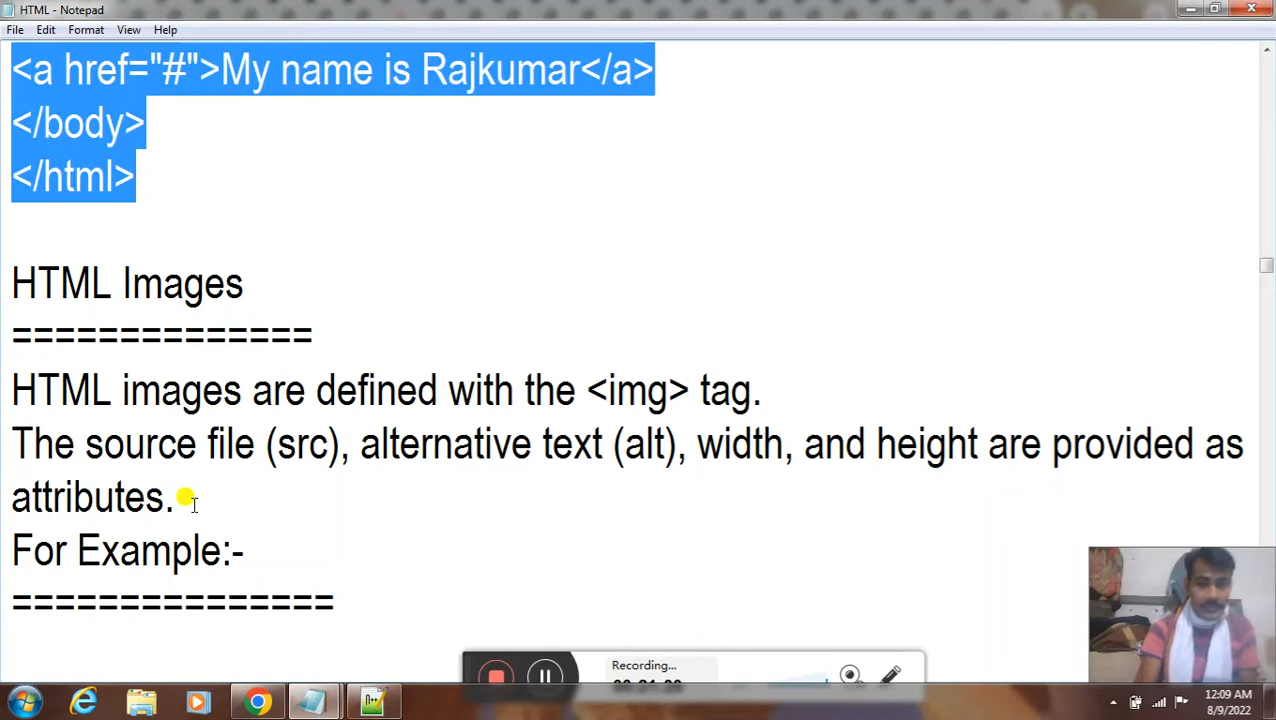 HTML - Notepad
File Edit Format View Help
<a href="#">My name is Rajkumar</a>
</body>
</html>
HTML Images
==============
HTML images are defined with the <img> tag.
The source file (src), alternative text (alt), width, and height are provided as
attributes.
For Example:-
===============
Recording...
12:09 AM
8/9/2022